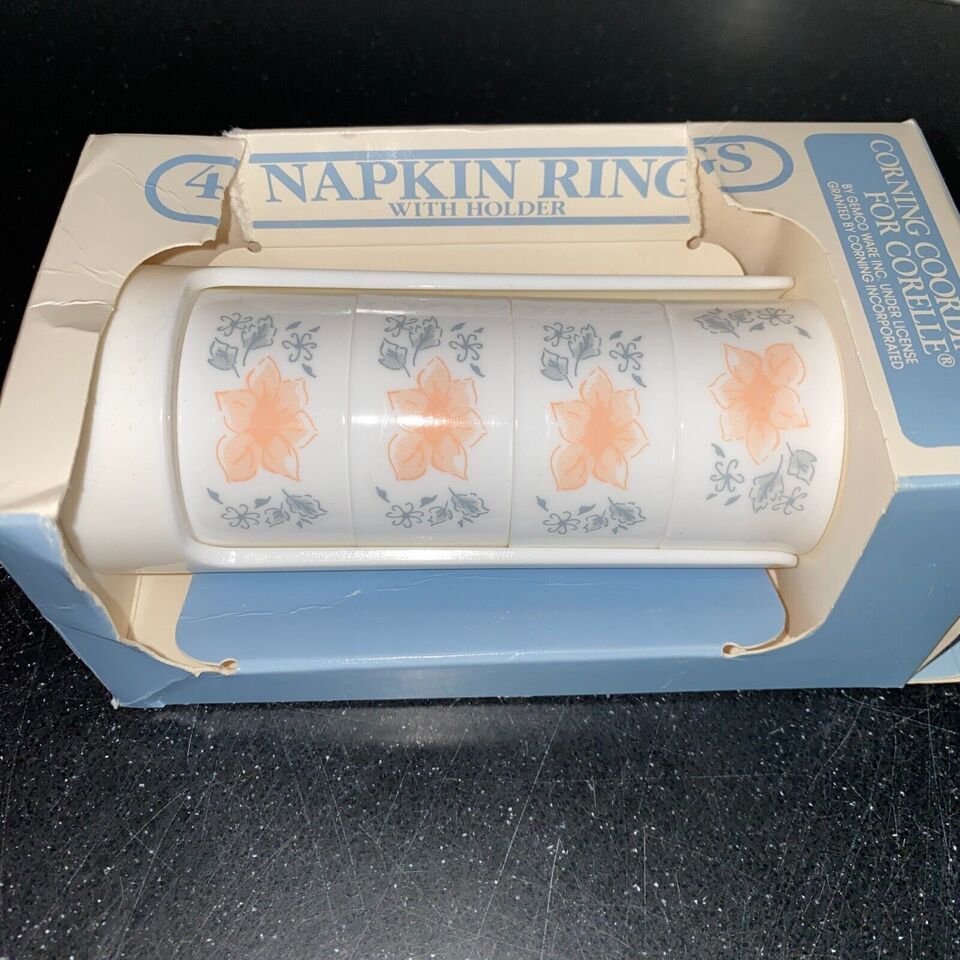 4 NAPKIN RINGS
WITH HOLDER
CORNING COORDI
FOR CORELLE®
BY GEMCO WARE INC. UNDER LICENSE
GRANTED BY CORNING INCORPORATED